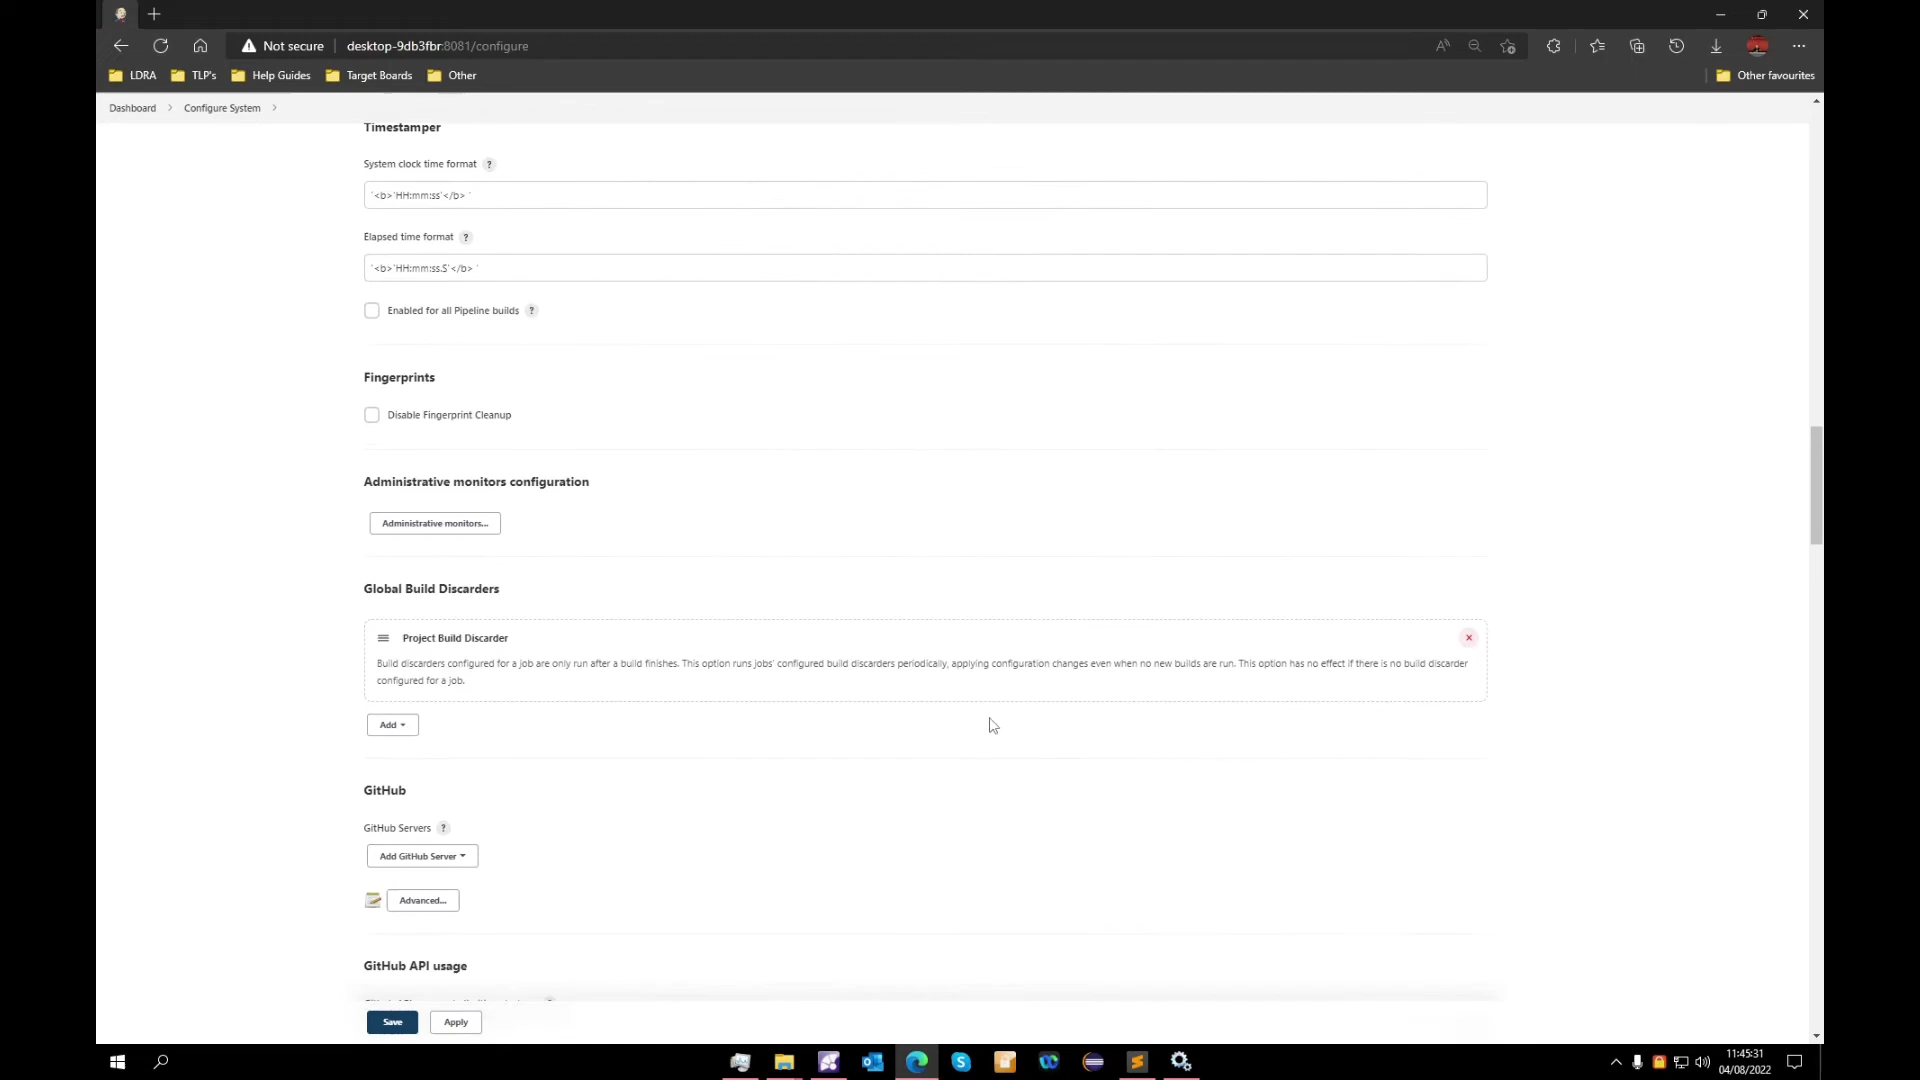 Not secure
desktop-9db3fbr:8081/configure
LDRA
TLP's
Help Guides
Target Boards
Other
Other favourites
Dashboard
Configure System
Timestamper
System clock time format ?
'<b>'HH:mm:ss'</b> '
Elapsed time format ?
'<b>'HH:mm:ss.S'</b> '
Enabled for all Pipeline builds ?
Fingerprints
Disable Fingerprint Cleanup
Administrative monitors configuration
Administrative monitors...
Global Build Discarders
Project Build Discarder
Build discarders configured for a job are only run after a build finishes. This option runs jobs' configured build discarders periodically, applying configuration changes even when no new builds are run. This option has no effect if there is no build discarder
configured for a job.
Add
GitHub
GitHub Servers ?
Add GitHub Server
Advanced...
GitHub API usage
Save
Apply
11:45:31
04/08/2022